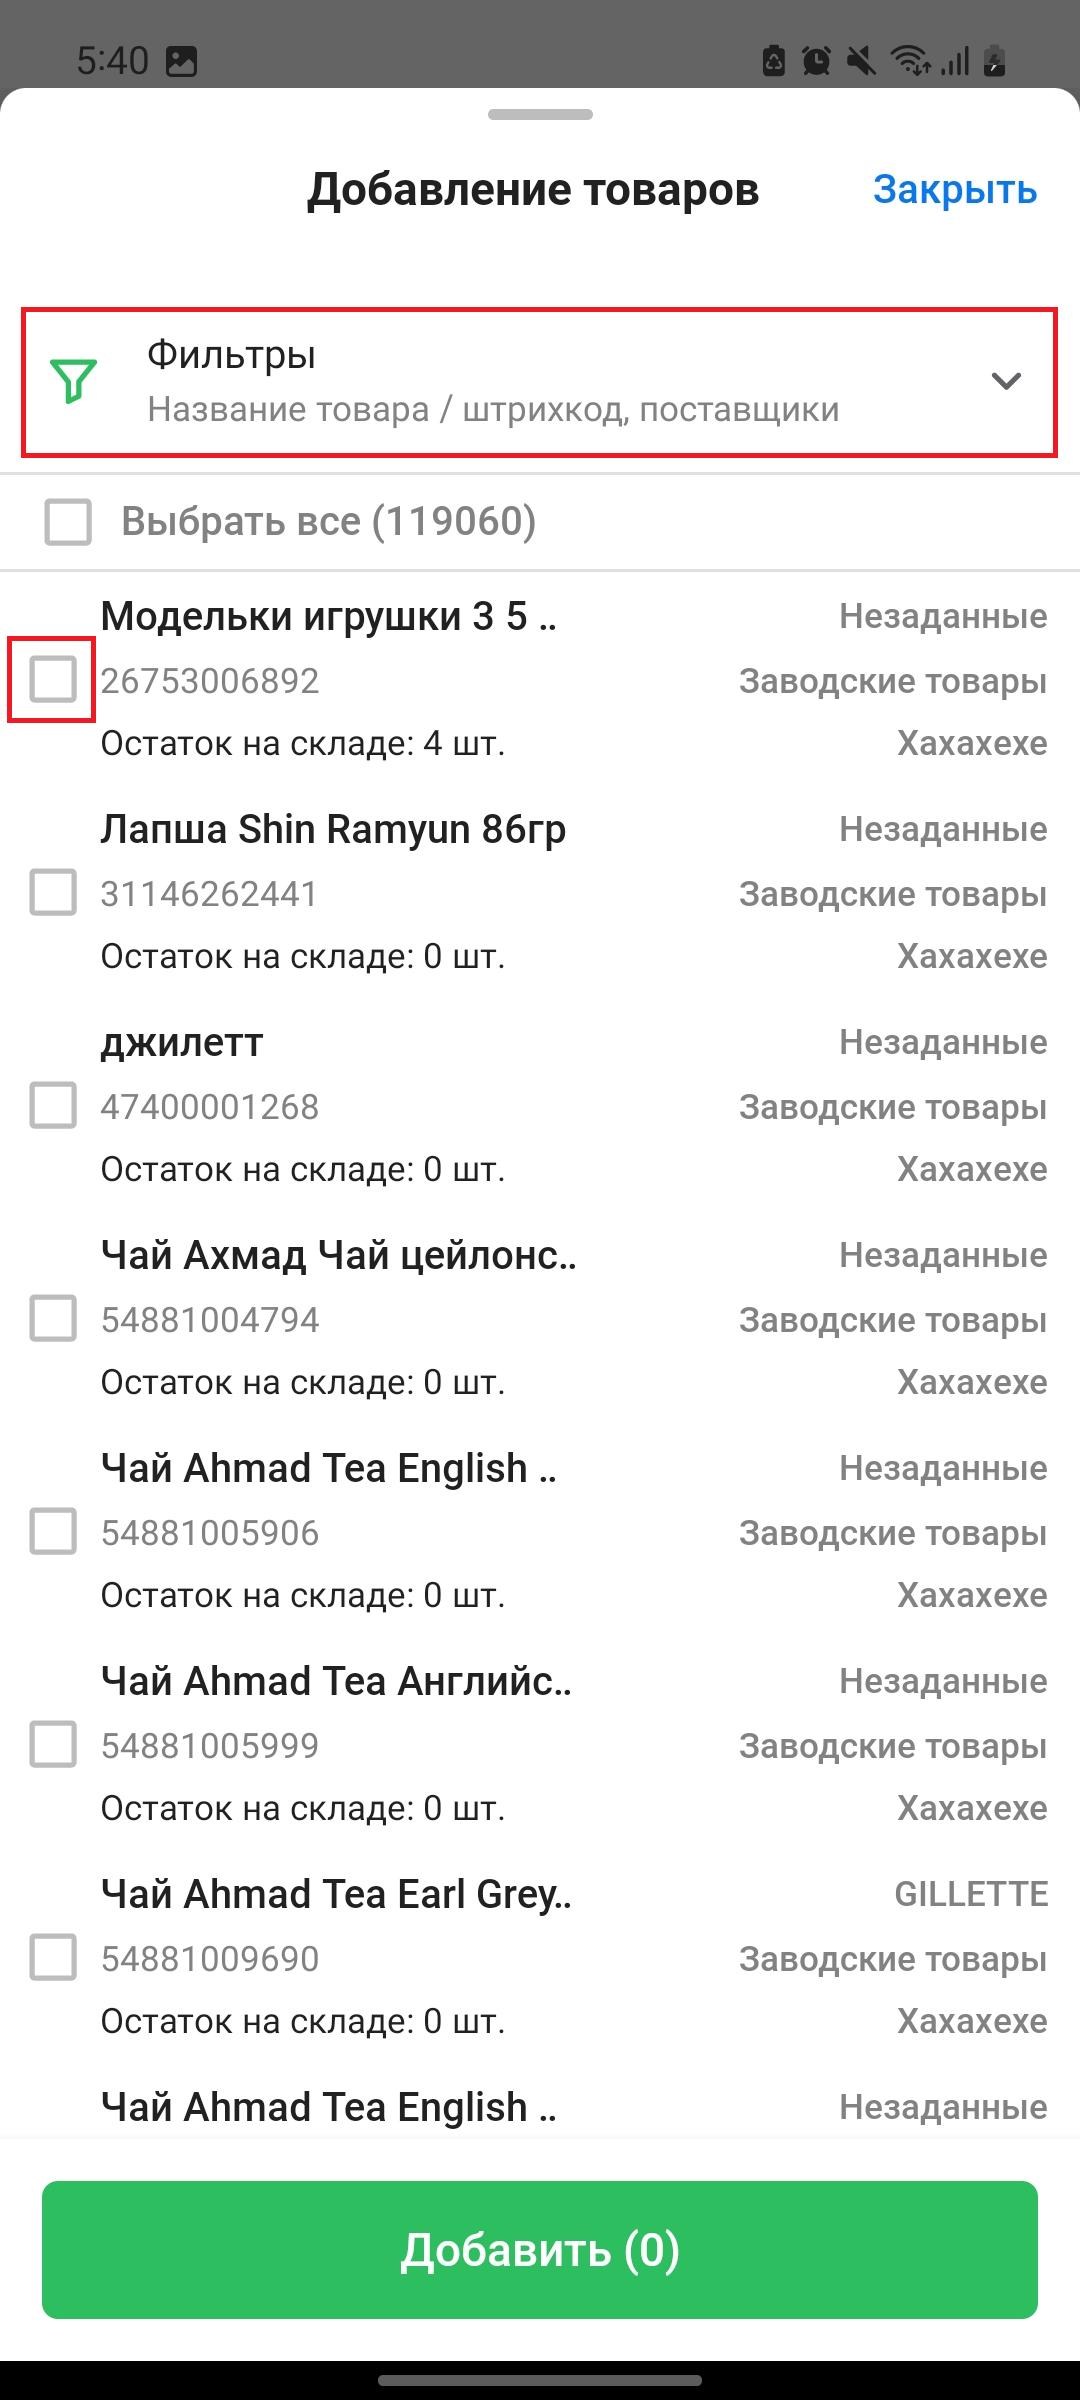 5:40
Добавление товаров
Закрыть
Фильтры
Название товара / штрихкод, поставщики
Выбрать все (119060)
Модельки игрушки 3 5 ..
Незаданные
26753006892
Заводские товары
Остаток на складе: 4 шт.
Хахахехе
Лапша Shin Ramyun 86гр
Незаданные
31146262441
Заводские товары
Остаток на складе: 0 шт.
Хахахехе
джилетт
Незаданные
47400001268
Заводские товары
Остаток на складе: 0 шт.
Хахахехе
Чай Ахмад Чай цейлонс..
Незаданные
54881004794
Заводские товары
Остаток на складе: 0 шт.
Хахахехе
Чай Ahmad Tea English ..
Незаданные
54881005906
Заводские товары
Остаток на складе: 0 шт.
Хахахехе
Чай Ahmad Tea Английс..
Незаданные
54881005999
Заводские товары
Остаток на складе: 0 шт.
Хахахехе
Чай Ahmad Tea Earl Grey..
GILLETTE
54881009690
Заводские товары
Остаток на складе: 0 шт.
Хахахехе
Чай Ahmad Tea English ..
Незаданные
Добавить (0)